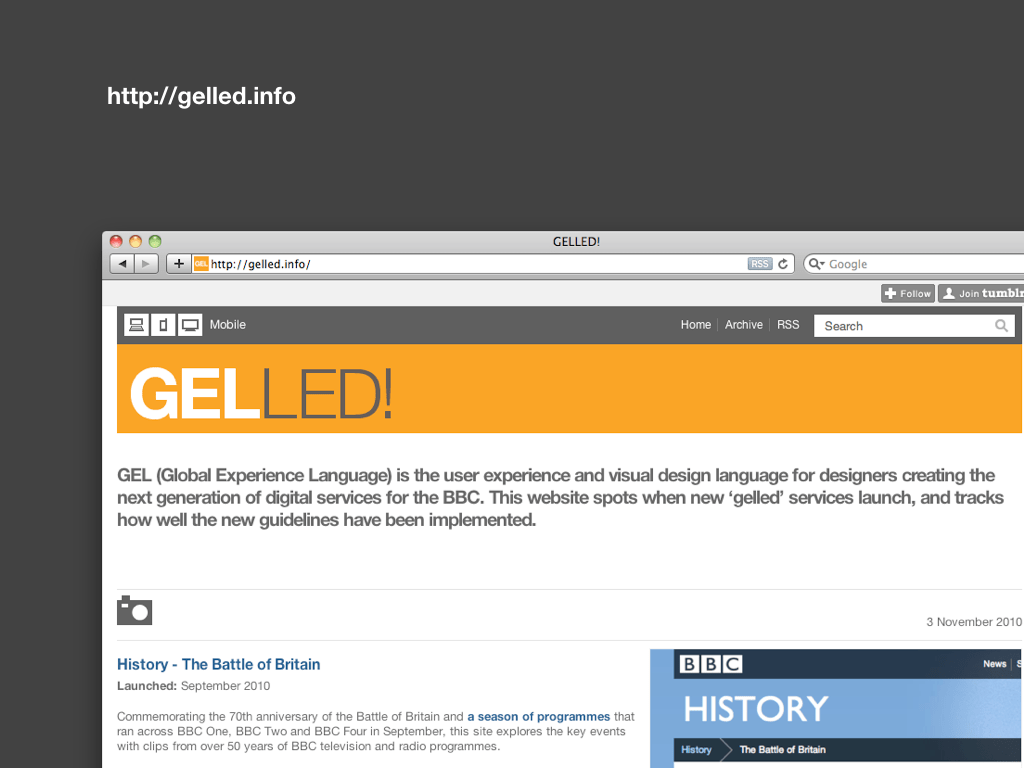 http://gelled.info
GELLED!
GEL http://gelled.info/ RSS Google
Follow Join tumblr
Mobile Home Archive RSS Search
GELLED!
GEL (Global Experience Language) is the user experience and visual design language for designers creating the
next generation of digital services for the BBC. This website spots when new ‘gelled’ services launch, and tracks
how well the new guidelines have been implemented.
3 November 2010
History - The Battle of Britain
Launched: September 2010
Commemorating the 70th anniversary of the Battle of Britain and a season of programmes that
ran across BBC One, BBC Two and BBC Four in September, this site explores the key events
with clips from over 50 years of BBC television and radio programmes.
BBC News S
HISTORY
History The Battle of Britain